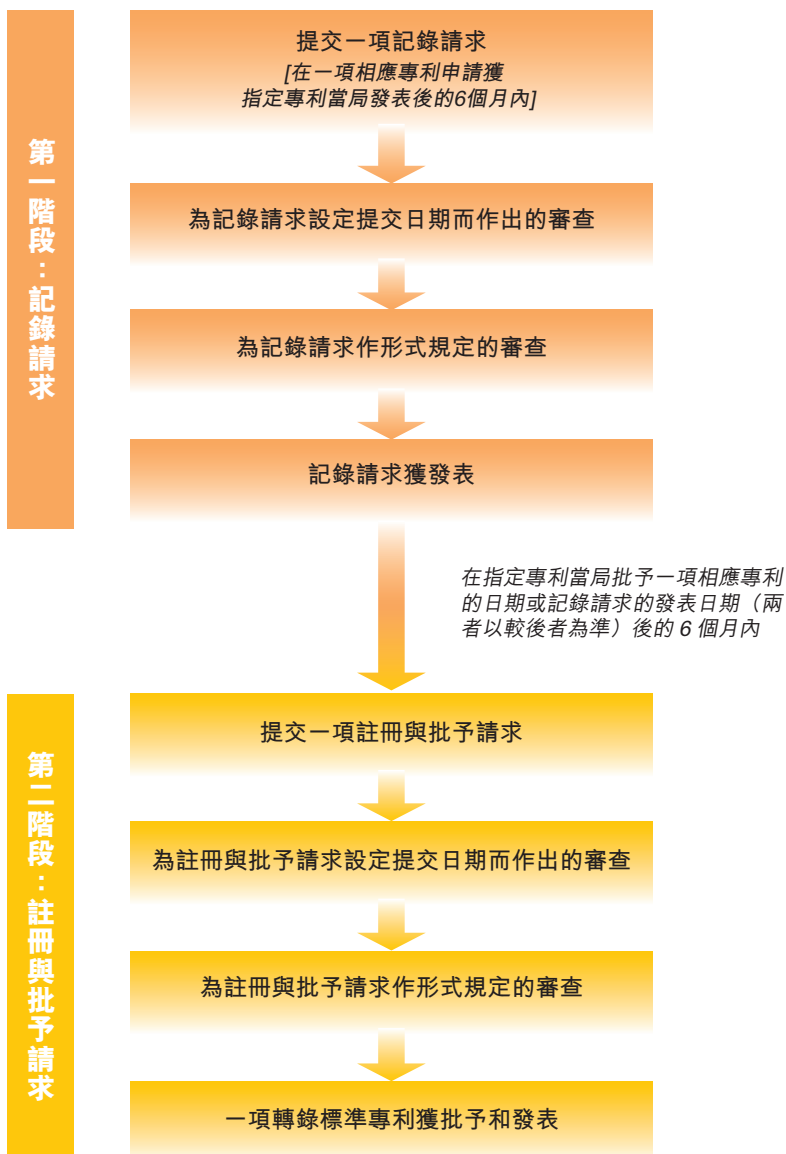 第一階段：記錄請求
提交一項記錄請求
[在一項相應專利申請獲
指定專利當局發表後的6個月內]
為記錄請求設定提交日期而作出的審查
為記錄請求作形式規定的審查
記錄請求獲發表
在指定專利當局批予一項相應專利
的日期或記錄請求的發表日期（兩
者以較後者為準）後的 6 個月內
第二階段：註冊與批予請求
提交一項註冊與批予請求
為註冊與批予請求設定提交日期而作出的審查
為註冊與批予請求作形式規定的審查
一項轉錄標準專利獲批予和發表